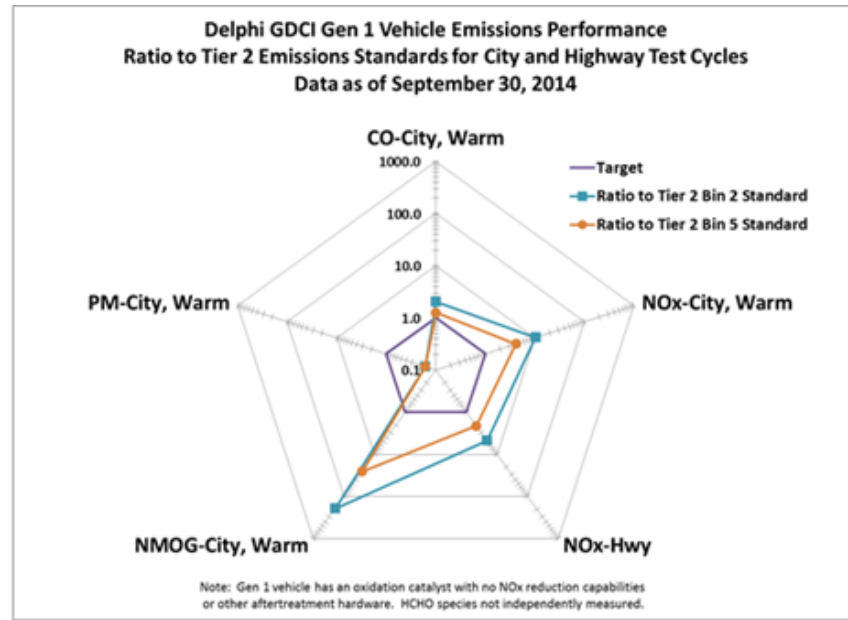 Delphi GDCI Gen 1 Vehicle Emissions Performance
Ratio to Tier 2 Emissions Standards for City and Highway Test Cycles
Data as of September 30, 2014
CO-City, Warm
1000.0
100.0
10.0
1.0
0.1
Target
Ratio to Tier 2 Bin 2 Standard
Ratio to Tier 2 Bin 5 Standard
PM-City, Warm
NOx-City, Warm
NMOG-City, Warm
NOx-Hwy
Note: Gen 1 vehicle has an oxidation catalyst with no NOx reduction capabilities
or other aftertreatment hardware. HCHO species not independently measured.